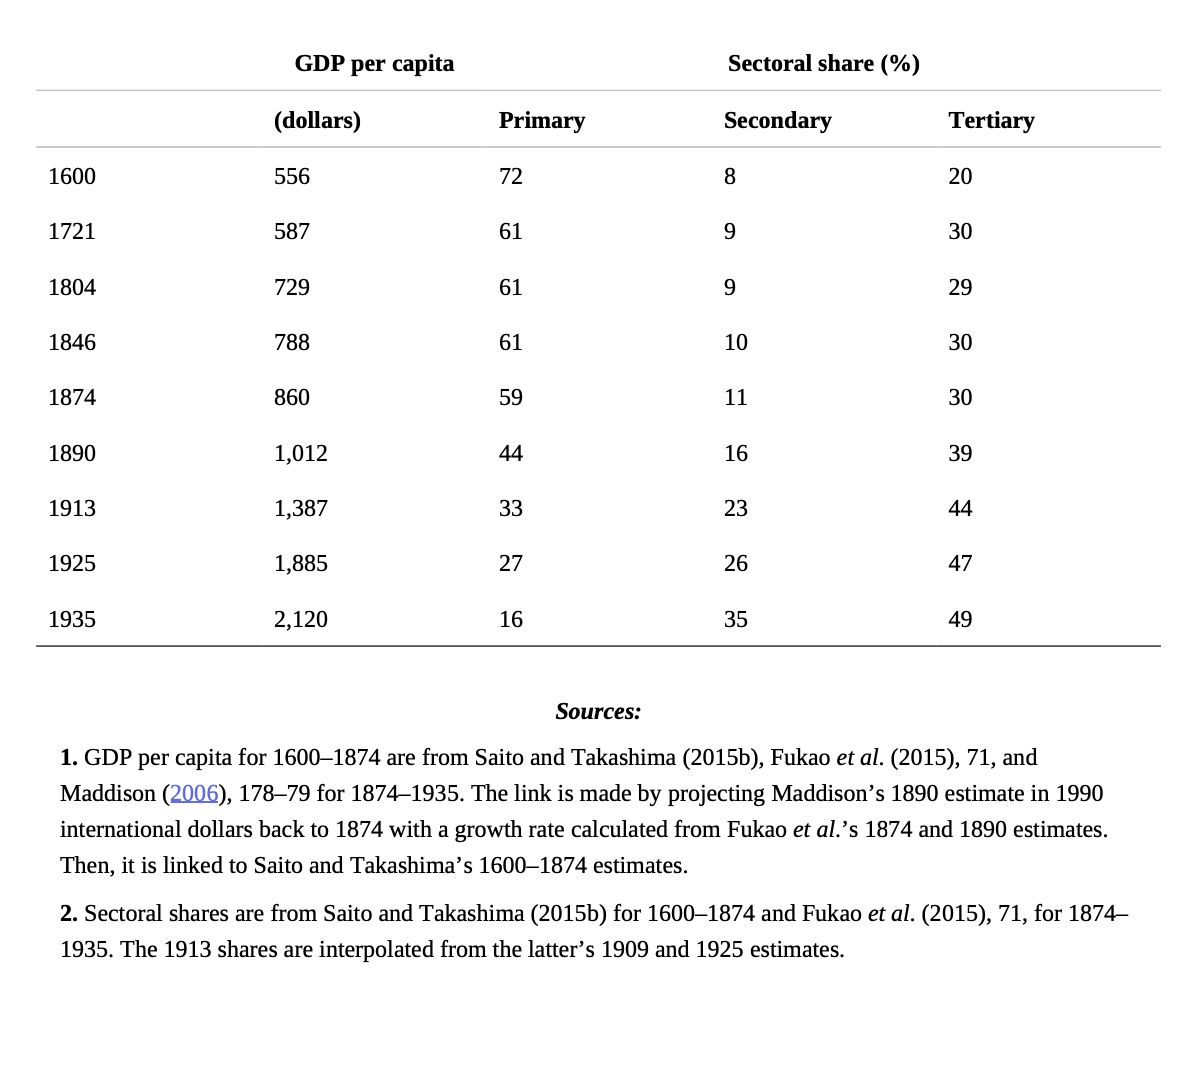 GDP per capita Sectoral share (%)
(dollars) Primary Secondary Tertiary
1600 556 72 8 20
1721 587 61 9 30
1804 729 61 9 29
1846 788 61 10 30
1874 860 59 11 30
1890 1,012 44 16 39
1913 1,387 33 23 44
1925 1,885 27 26 47
1935 2,120 16 35 49
Sources:
1. GDP per capita for 1600–1874 are from Saito and Takashima (2015b), Fukao et al. (2015), 71, and
Maddison (2006), 178–79 for 1874–1935. The link is made by projecting Maddison’s 1890 estimate in 1990
international dollars back to 1874 with a growth rate calculated from Fukao et al.’s 1874 and 1890 estimates.
Then, it is linked to Saito and Takashima’s 1600–1874 estimates.
2. Sectoral shares are from Saito and Takashima (2015b) for 1600–1874 and Fukao et al. (2015), 71, for 1874–
1935. The 1913 shares are interpolated from the latter’s 1909 and 1925 estimates.